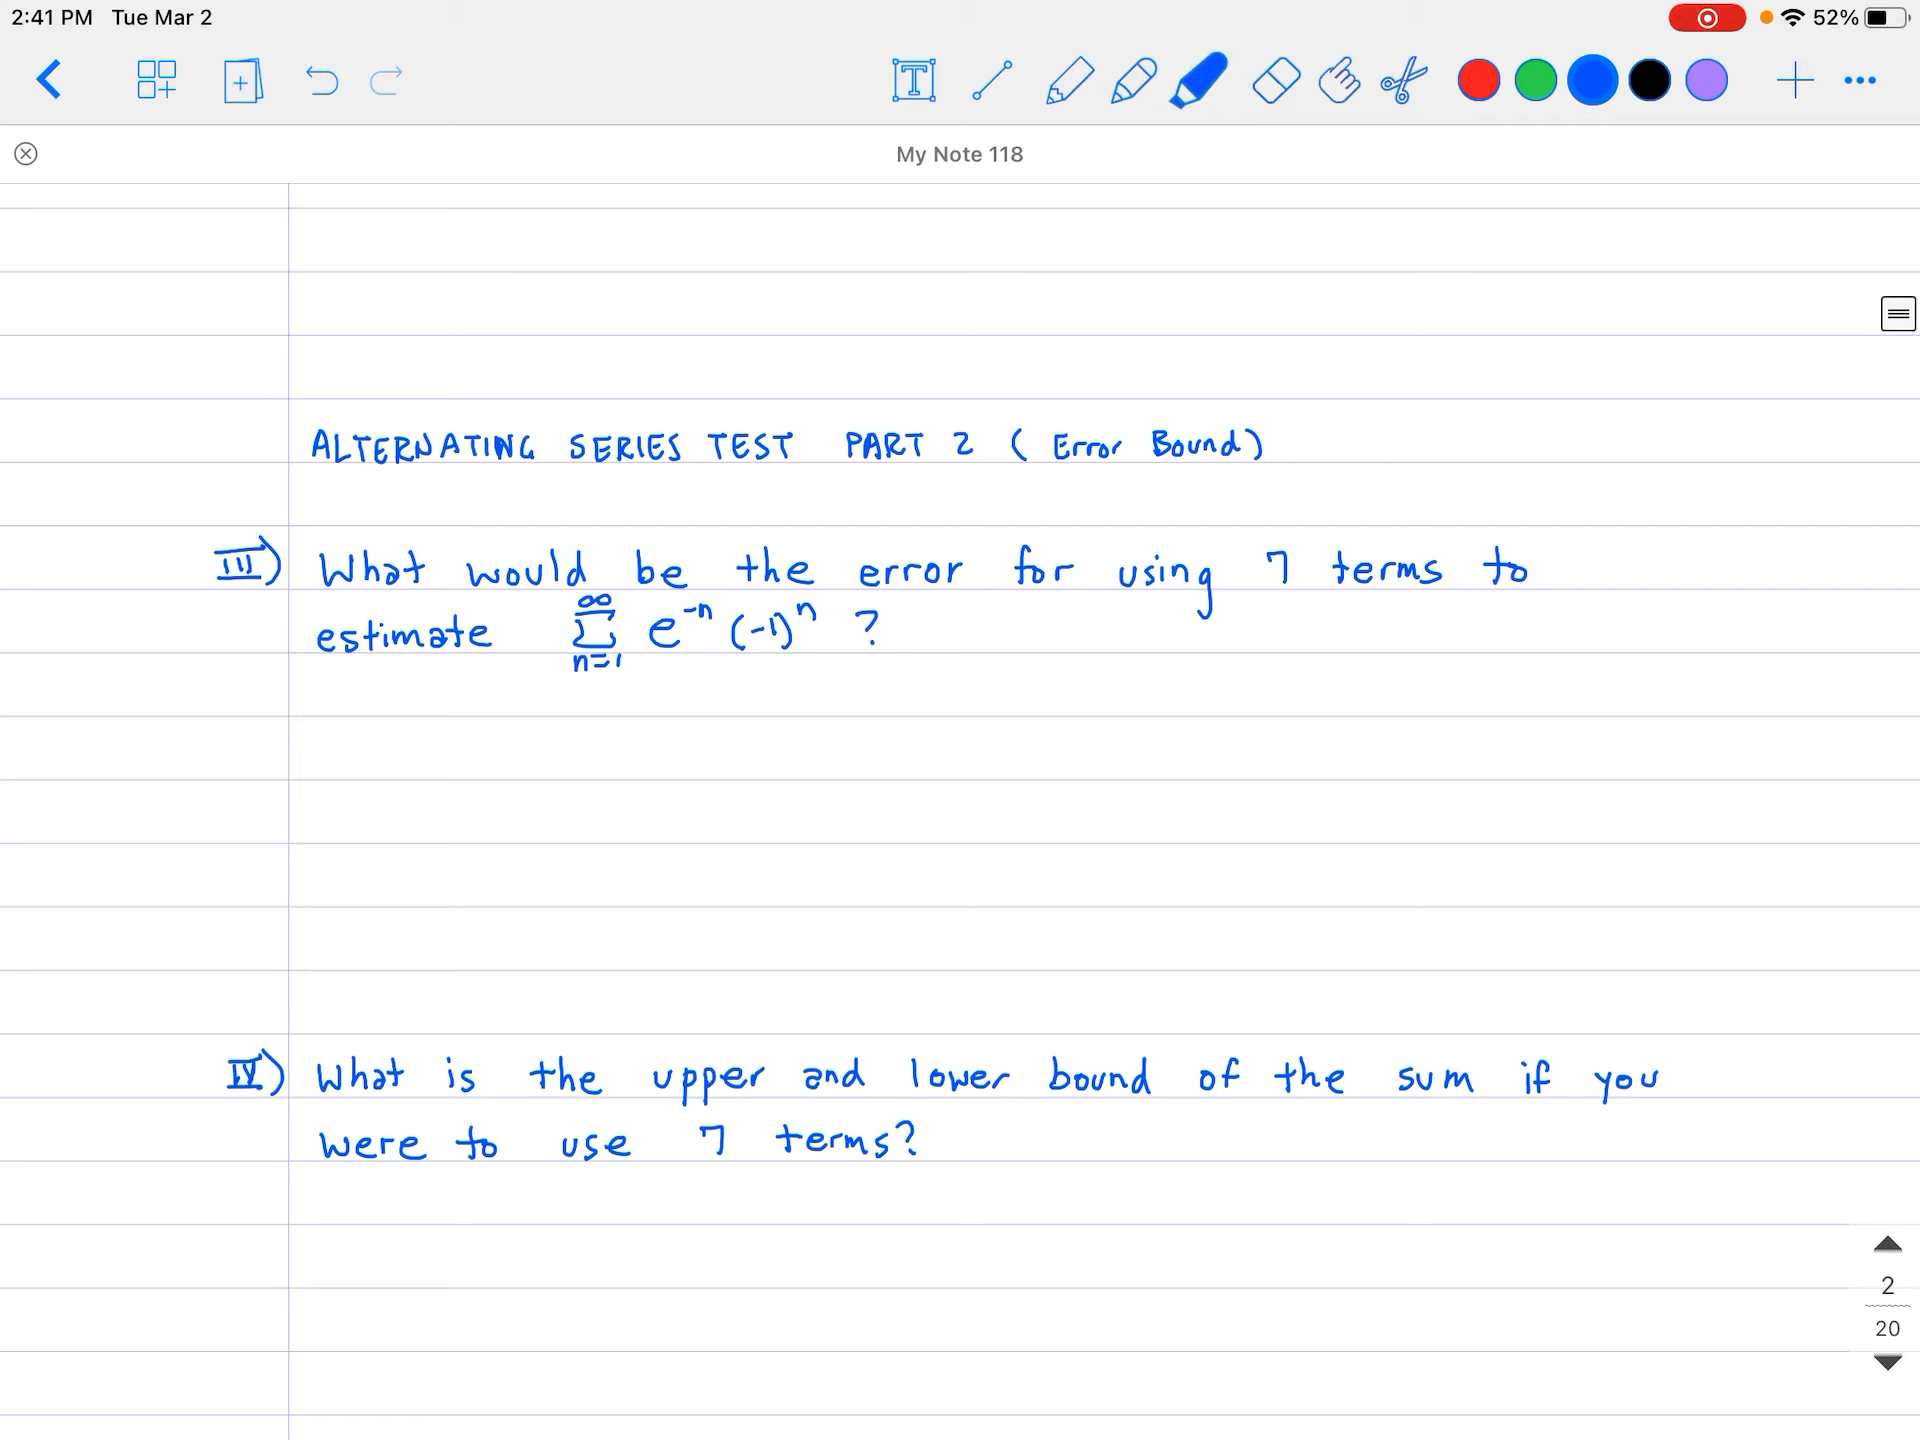 2:41 PM Tue Mar 2
52%
T
My Note 118
ALTERNATING SERIES TEST PART 2 ( Error Bound)
III) What would be the error for using 7 terms to
estimate ∑_{n=1}^{∞} e^{-n} (-1)^n ?
IV) What is the upper and lower bound of the sum if you
were to use 7 terms?
2
20